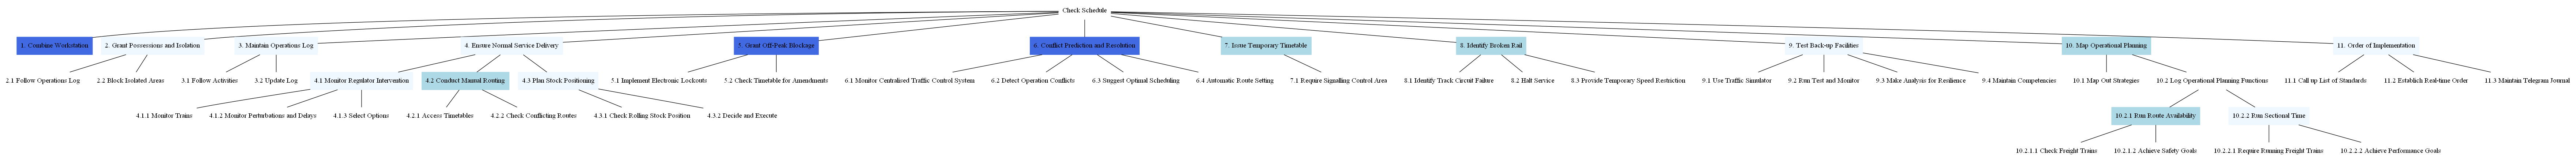 Check Schedule
1. Combine Workstation
2. Grant Possessions and Isolation
3. Maintain Operations Log
4. Ensure Normal Service Delivery
5. Grant Off-Peak Blockage
6. Conflict Prediction and Resolution
7. Issue Temporary Timetable
8. Identify Broken Rail
9. Test Back-up Facilities
10. Map Operational Planning
11. Order of Implementation
2.1 Follow Operations Log
2.2 Block Isolated Areas
3.1 Follow Activities
3.2 Update Log
4.1 Monitor Regulator Intervention
4.2 Conduct Manual Routing
4.3 Plan Stock Positioning
5.1 Implement Electronic Lockouts
5.2 Check Timetable for Amendments
6.1 Monitor Centralised Traffic Control System
6.2 Detect Operation Conflicts
6.3 Suggest Optimal Scheduling
6.4 Automatic Route Setting
7.1 Require Signalling Control Area
8.1 Identify Track Circuit Failure
8.2 Halt Service
8.3 Provide Temporary Speed Restriction
9.1 Use Traffic Simulator
9.2 Run Test and Monitor
9.3 Make Analysis for Resilience
9.4 Maintain Competencies
10.1 Map Out Strategies
10.2 Log Operational Planning Functions
11.1 Call up List of Standards
11.2 Establish Real-time Order
11.3 Maintain Telegram Journal
4.1.1 Monitor Trains
4.1.2 Monitor Perturbations and Delays
4.1.3 Select Options
4.2.1 Access Timetables
4.2.2 Check Conflicting Routes
4.3.1 Check Rolling Stock Position
4.3.2 Decide and Execute
10.2.1 Run Route Availability
10.2.2 Run Sectional Time
10.2.1.1 Check Freight Trains
10.2.1.2 Achieve Safety Goals
10.2.2.1 Require Running Freight Trains
10.2.2.2 Achieve Performance Goals